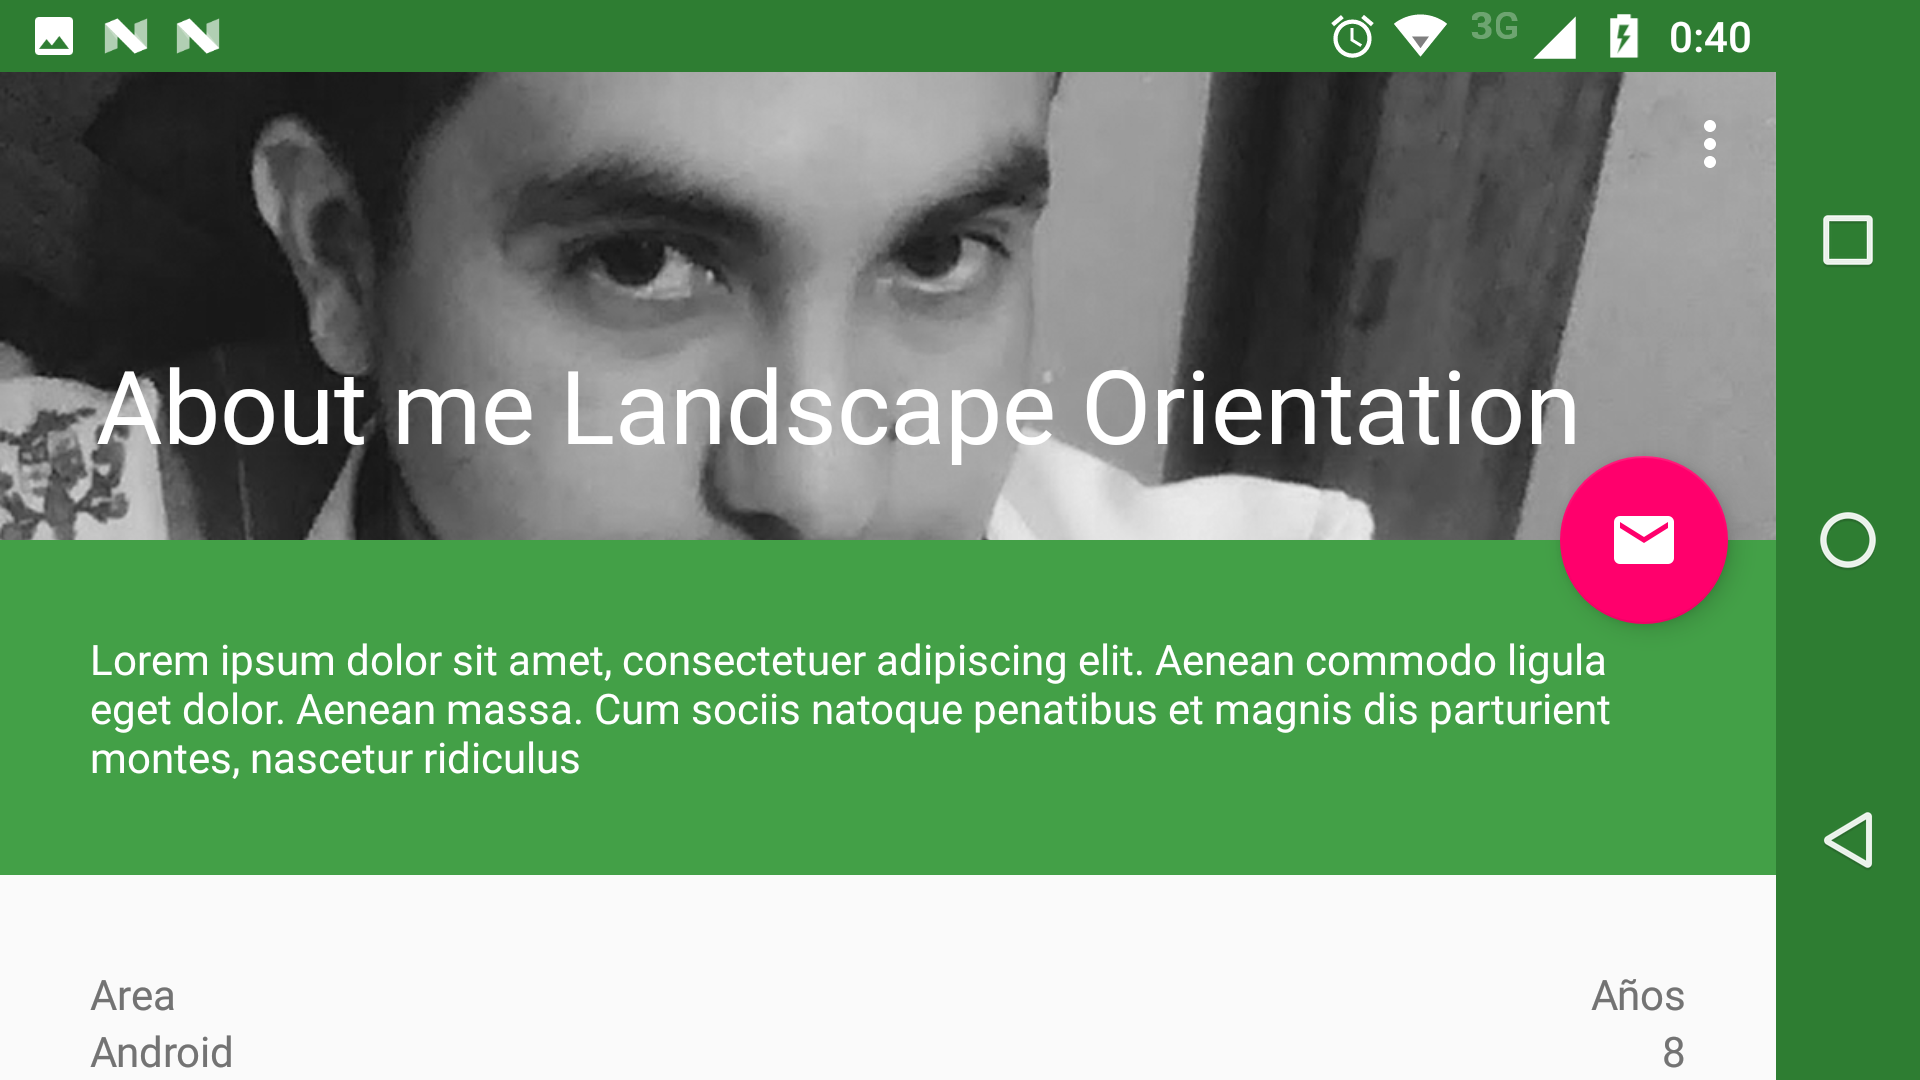 3G 0:40
About me Landscape Orientation
Lorem ipsum dolor sit amet, consectetuer adipiscing elit. Aenean commodo ligula
eget dolor. Aenean massa. Cum sociis natoque penatibus et magnis dis parturient
montes, nascetur ridiculus
Area Años
Android 8